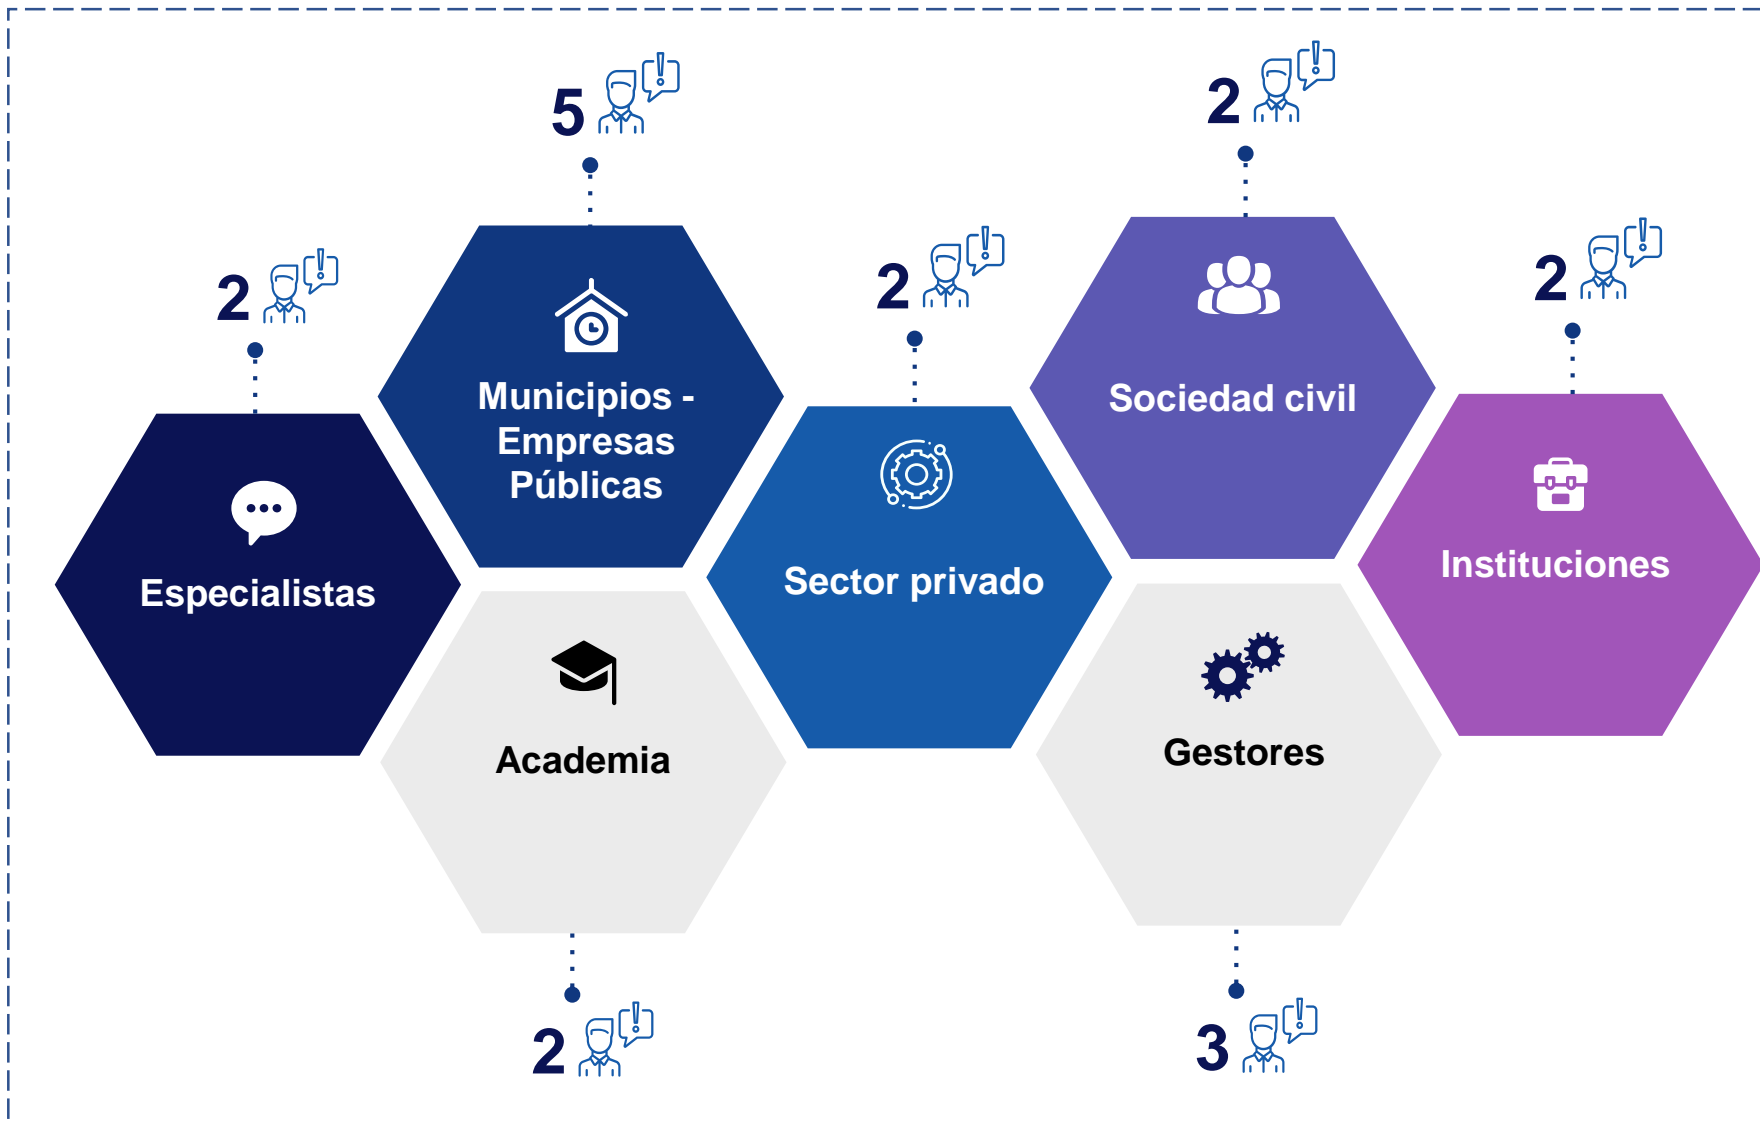 5
2
2
2
2
Municipios -
Empresas
Públicas
Sociedad civil
Especialistas
Sector privado
Instituciones
Academia
Gestores
2
3